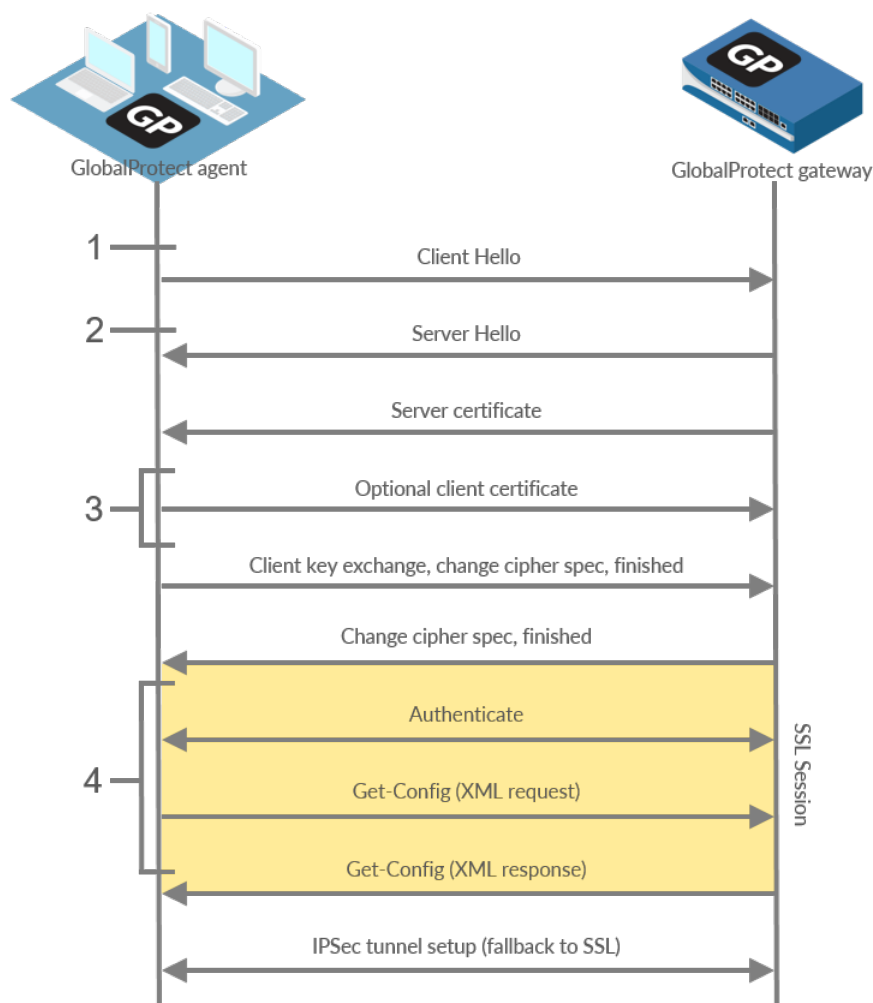 GP
GP
GlobalProtect agent
GlobalProtect gateway
1
Client Hello
2
Server Hello
Server certificate
3
Optional client certificate
Client key exchange, change cipher spec, finished
Change cipher spec, finished
4
Authenticate
SSL Session
Get-Config (XML request)
Get-Config (XML response)
IPSec tunnel setup (fallback to SSL)